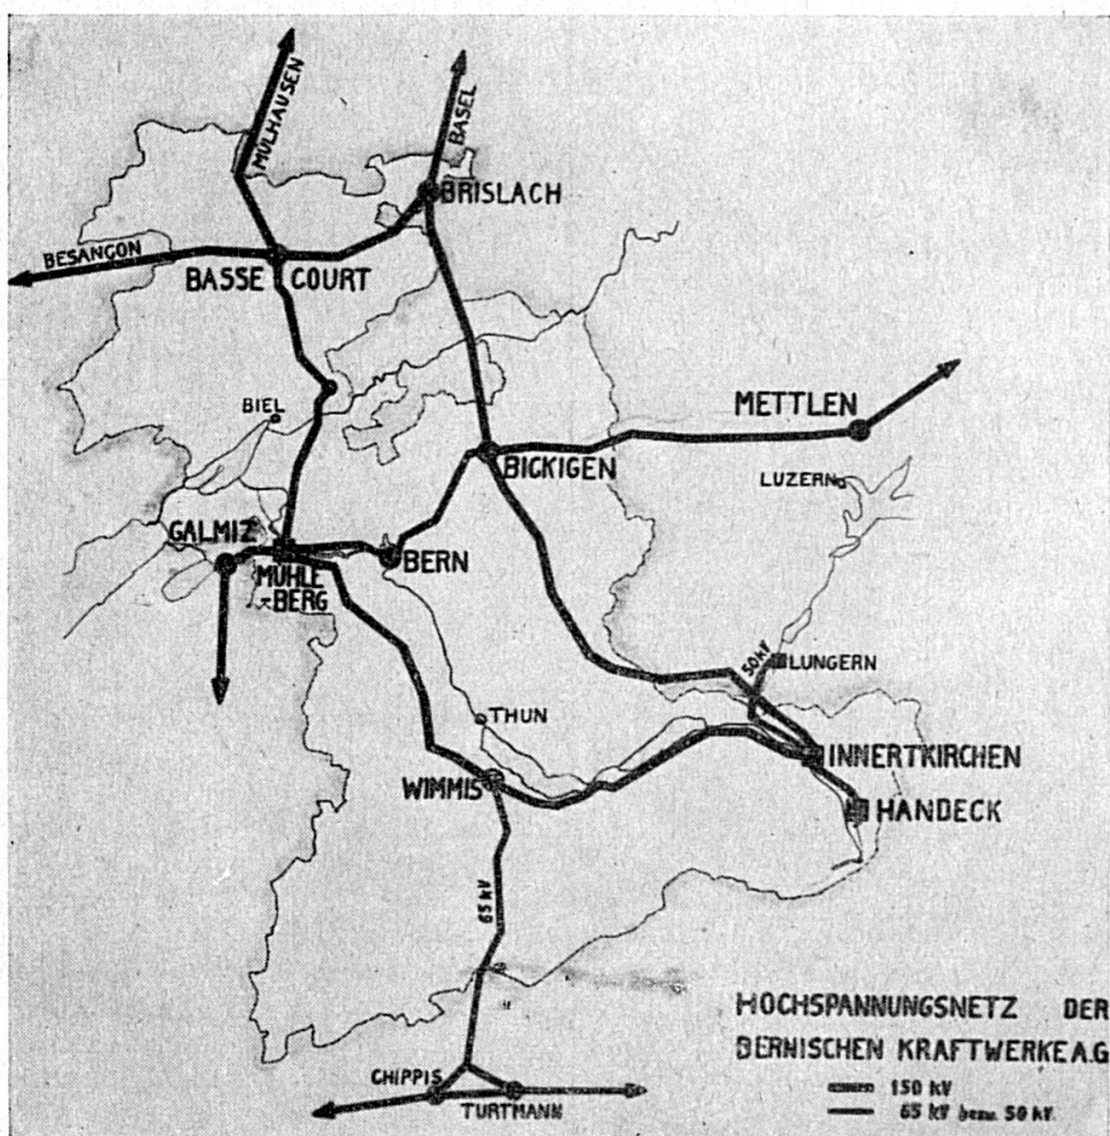 MÜLHAUSEN
BASEL
BRISLACH
BESANÇON
BASSE COURT
BIEL
METTLEN
BICKIGEN
LUZERN
GALMIZ
BERN
MÜHLE
-BERG
50 kV
LUNGERN
THUN
INNERTKIRCHEN
WIMMIS
HANDECK
65 kV
HOCHSPANNUNGSNETZ DER
BERNISCHEN KRAFTWERKE A.G
CHIPPIS
150 kV
TURTMANN
65 kV bezw. 50 kV.